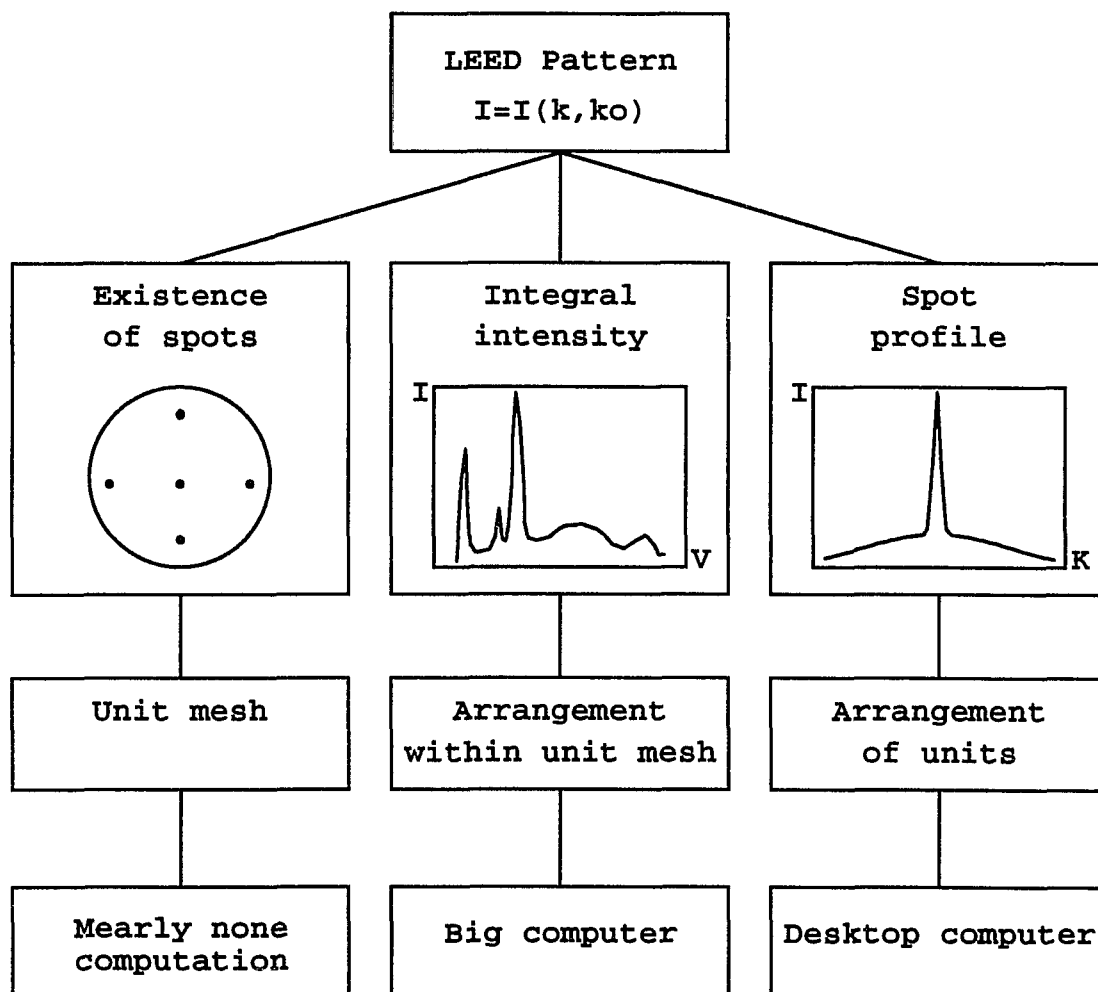 LEED Pattern
I=I(k,ko)
Existence
of spots
Integral
intensity
I
V
Spot
profile
I
K
Unit mesh
Arrangement
within unit mesh
Arrangement
of units
Mearly none
computation
Big computer
Desktop computer